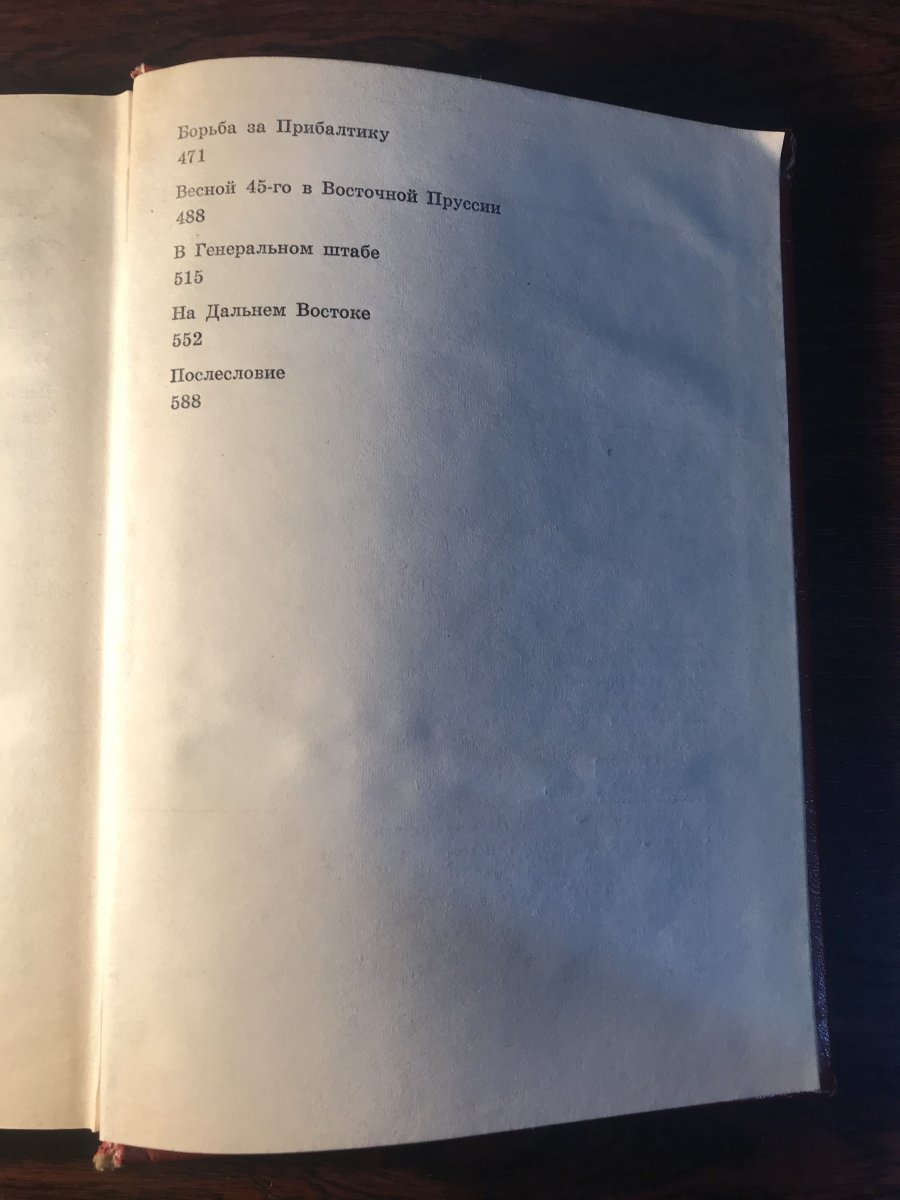 Борьба за Прибалтику
471
Весной 45-го в Восточной Пруссии
488
В Генеральном штабе
515
На Дальнем Востоке
552
Послесловие
588